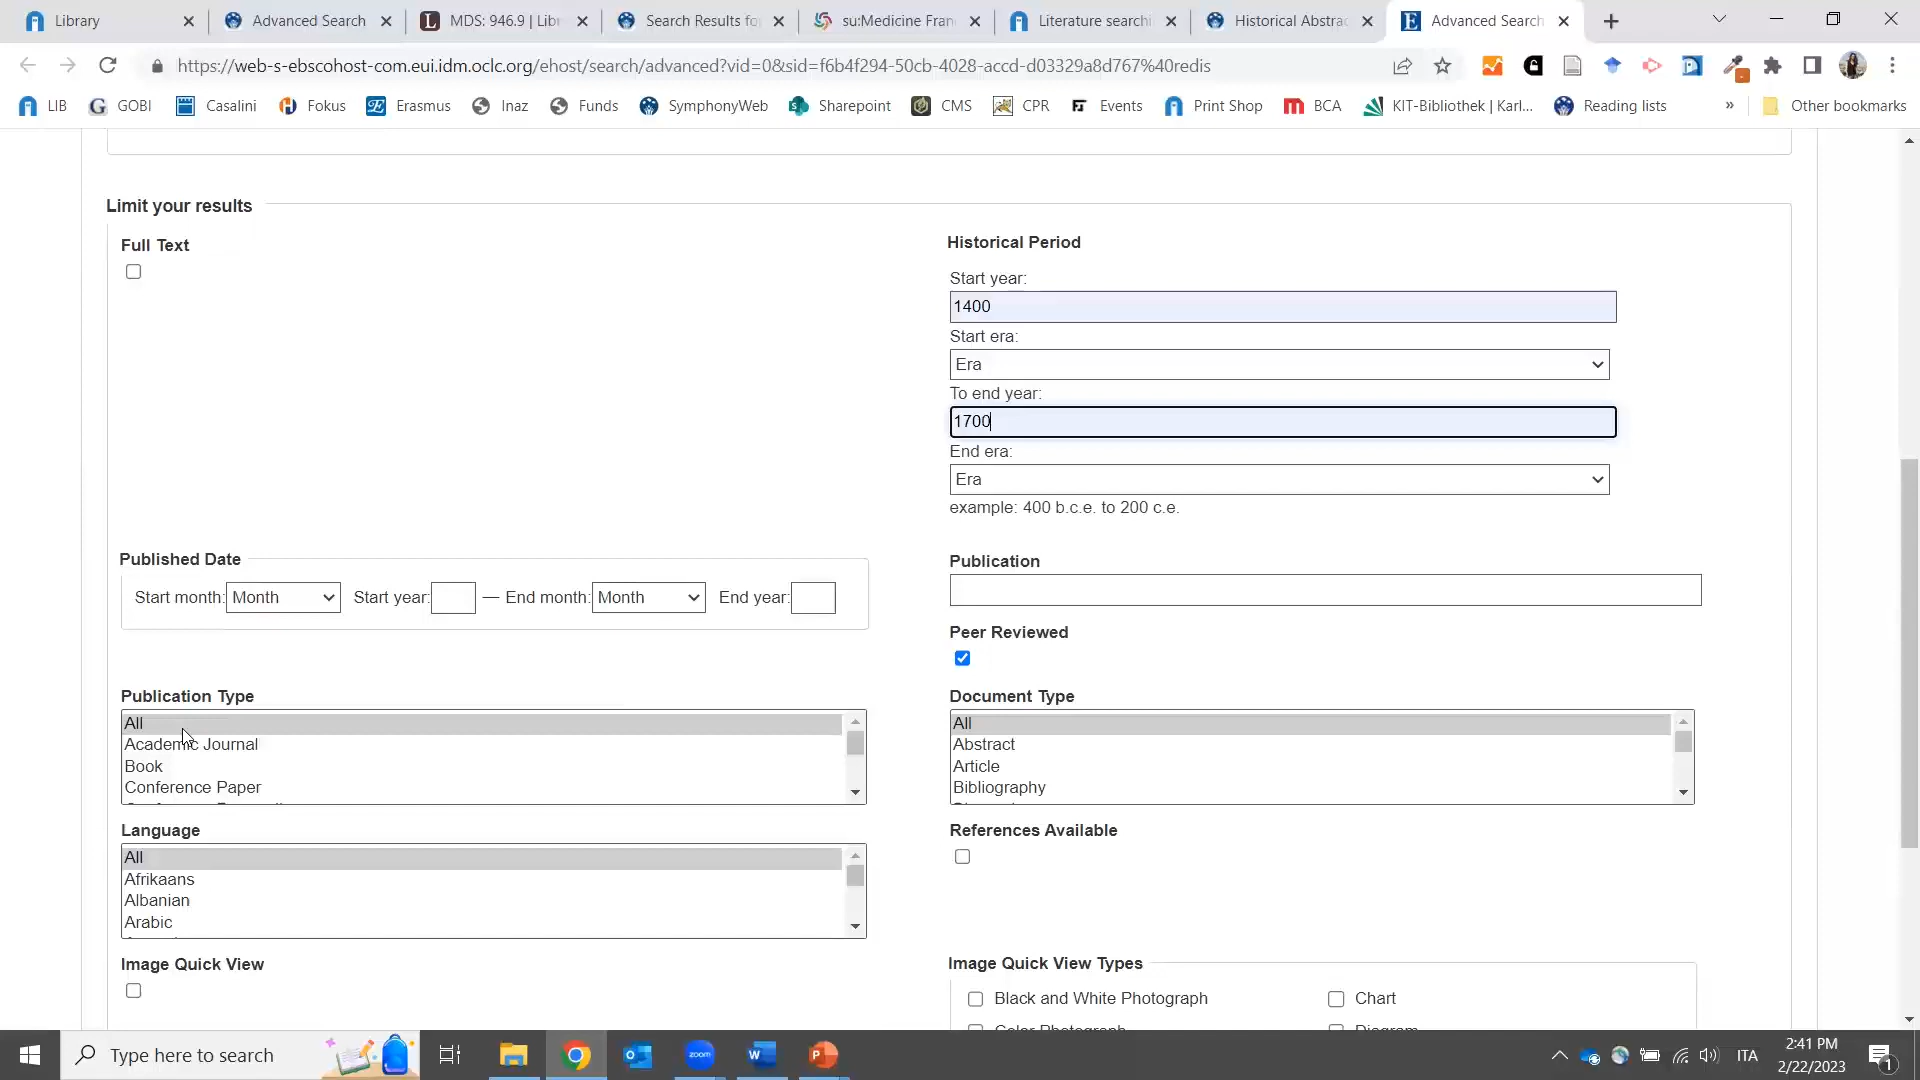 Library
Advanced Search
MDS: 946.9 | Lib
Search Results fo
su:Medicine Fran
Literature searchi
Historical Abstrac
Advanced Search
https://web-s-ebscohost-com.eui.idm.oclc.org/ehost/search/advanced?vid=0&sid=f6b4f294-50cb-4028-accd-d03329a8d767%40redis
LIB
GOBI
Casalini
Fokus
Erasmus
Inaz
Funds
SymphonyWeb
Sharepoint
CMS
CPR
Events
Print Shop
BCA
KIT-Bibliothek | Karl...
Reading lists
»
Other bookmarks
Limit your results
Full Text
Historical Period
Start year:
1400
Start era:
Era
To end year:
1700
End era:
Era
example: 400 b.c.e. to 200 c.e.
Published Date
Start month: Month Start year: — End month: Month End year:
Publication
Peer Reviewed
Publication Type
All
Academic Journal
Book
Conference Paper
Document Type
All
Abstract
Article
Bibliography
Language
All
Afrikaans
Albanian
Arabic
References Available
Image Quick View
Image Quick View Types
Black and White Photograph
Chart
Color Photograph
Diagram
Type here to search
zoom
ITA
2:41 PM
2/22/2023
1